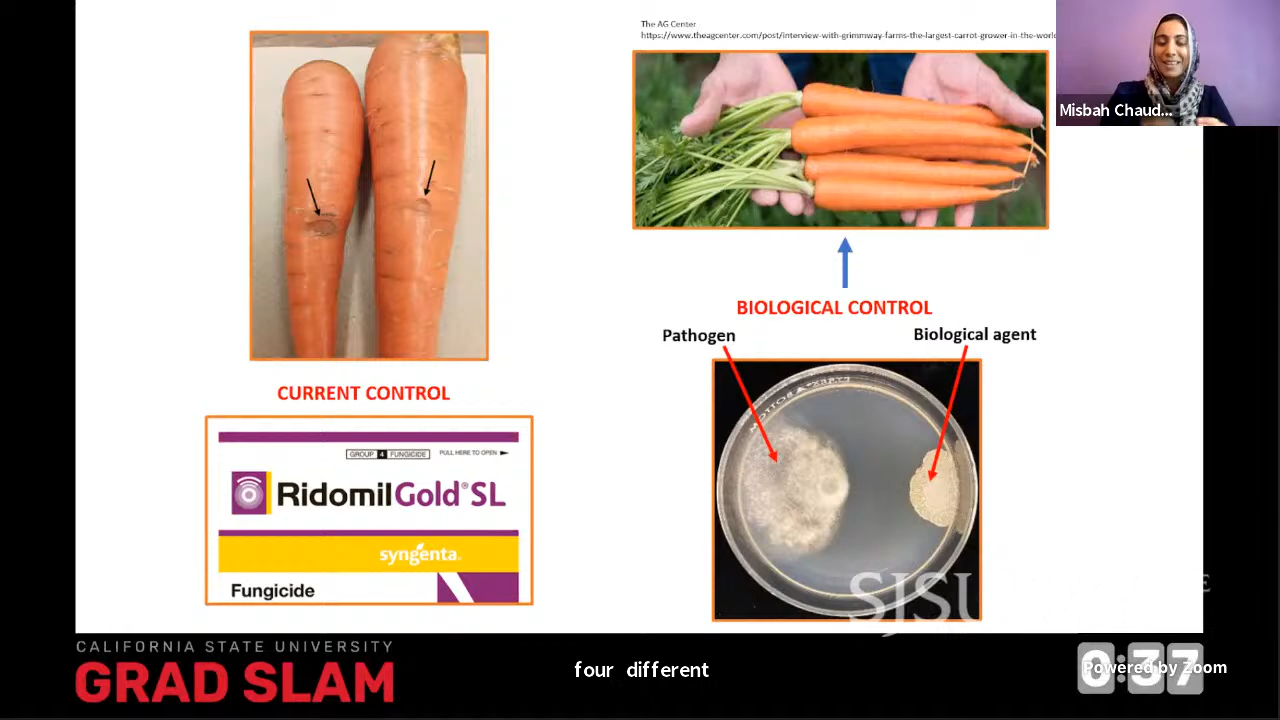 The AG Center
https://www.theagcenter.com/post/interview-with-grimmway-farms-the-largest-carrot-grower-in-the-world
Misbah Chaud...
BIOLOGICAL CONTROL
Pathogen
Biological agent
CURRENT CONTROL
GROUP 4 FUNGICIDE
PULL HERE TO OPEN
RidomilGold® SL
syngenta.
Fungicide
SJSU
CALIFORNIA STATE UNIVERSITY
GRAD SLAM
four different
0:37
Powered by Zoom